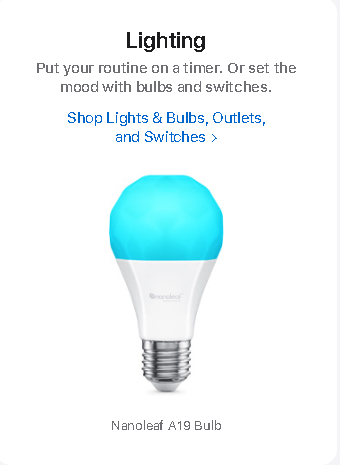 Lighting
Put your routine on a timer. Or set the
mood with bulbs and switches.
Shop Lights & Bulbs, Outlets,
and Switches >
nanoleaf
Nanoleaf A19 Bulb